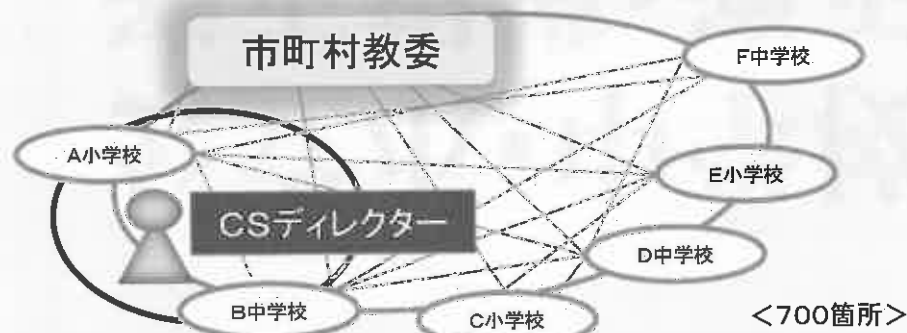 市町村教委
F中学校
A小学校
E小学校
CSディレクター
D中学校
B中学校
C小学校
<700箇所>